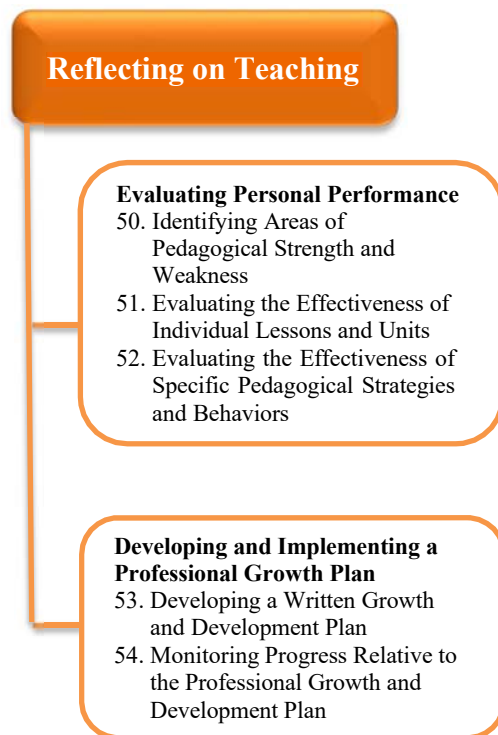 Reflecting on Teaching
Evaluating Personal Performance
50. Identifying Areas of
Pedagogical Strength and
Weakness
51. Evaluating the Effectiveness of
Individual Lessons and Units
52. Evaluating the Effectiveness of
Specific Pedagogical Strategies
and Behaviors
Developing and Implementing a
Professional Growth Plan
53. Developing a Written Growth
and Development Plan
54. Monitoring Progress Relative to
the Professional Growth and
Development Plan